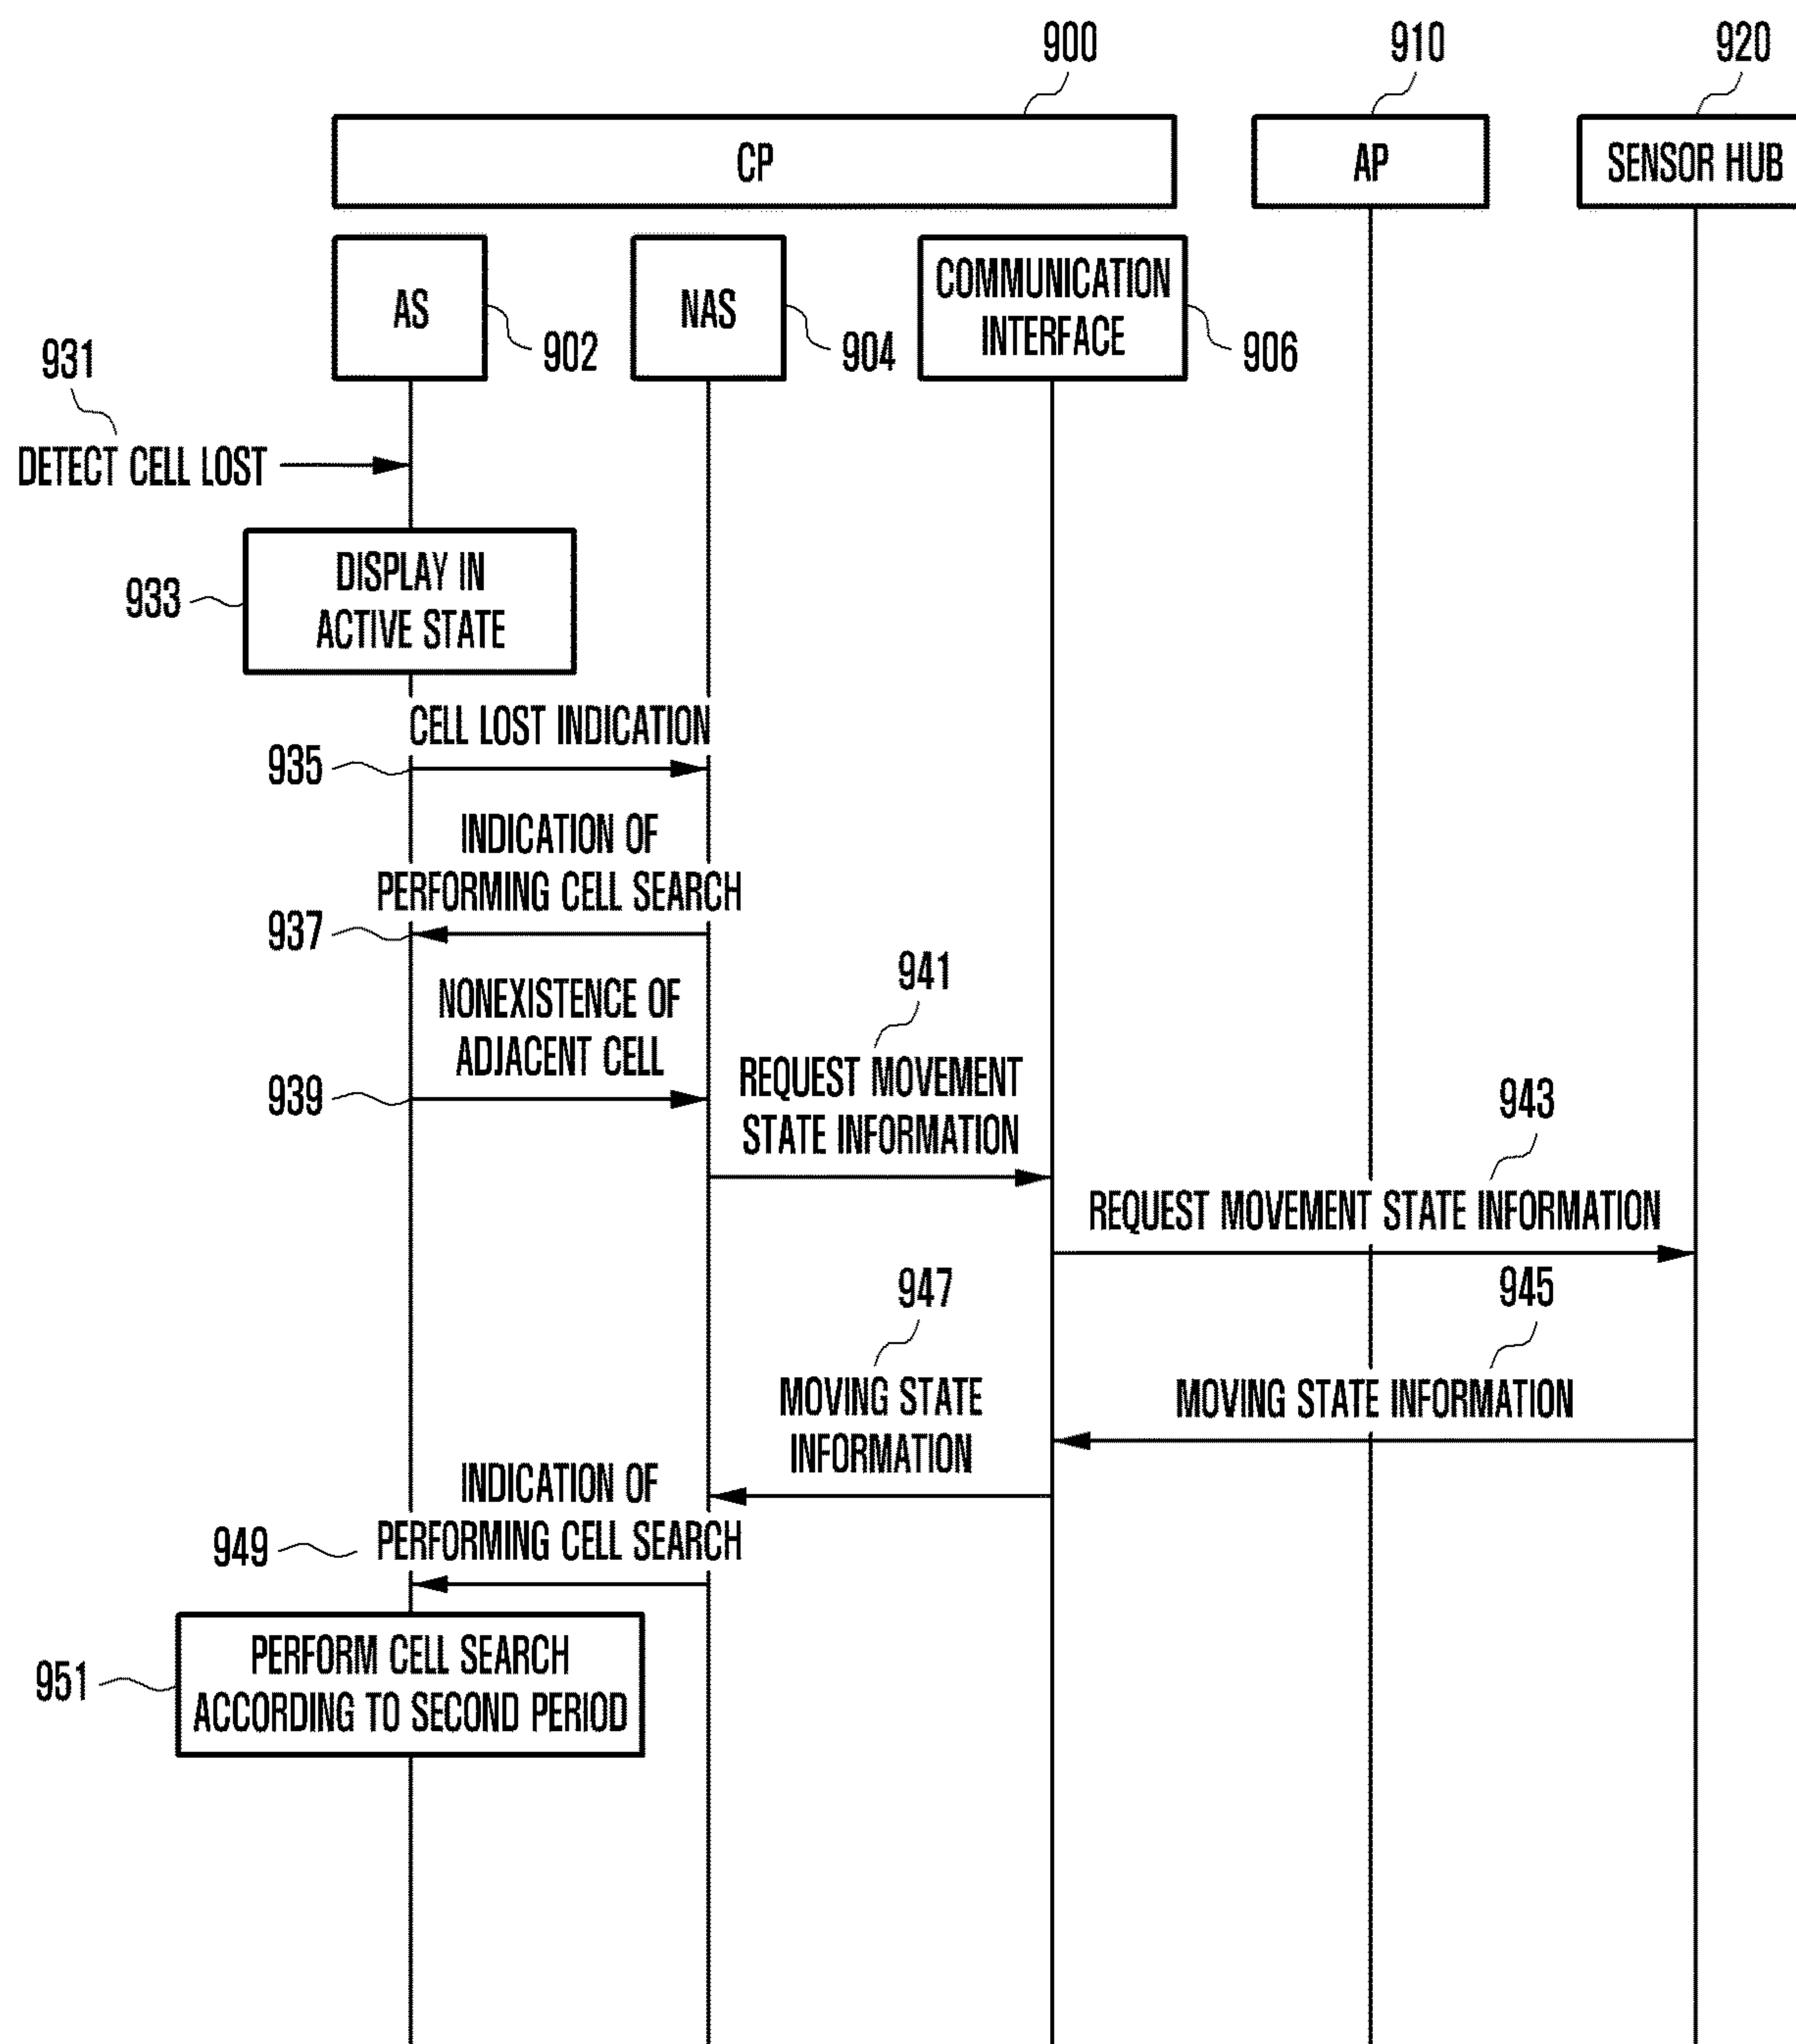 900
910
920
CP
AP
SENSOR HUB
AS
NAS
COMMUNICATION
INTERFACE
902
904
906
931
DETECT CELL LOST
933
DISPLAY IN
ACTIVE STATE
CELL LOST INDICATION
935
INDICATION OF
PERFORMING CELL SEARCH
937
NONEXISTENCE OF
ADJACENT CELL
939
941
REQUEST MOVEMENT
STATE INFORMATION
943
REQUEST MOVEMENT STATE INFORMATION
945
MOVING STATE INFORMATION
947
MOVING STATE
INFORMATION
INDICATION OF
PERFORMING CELL SEARCH
949
951
PERFORM CELL SEARCH
ACCORDING TO SECOND PERIOD